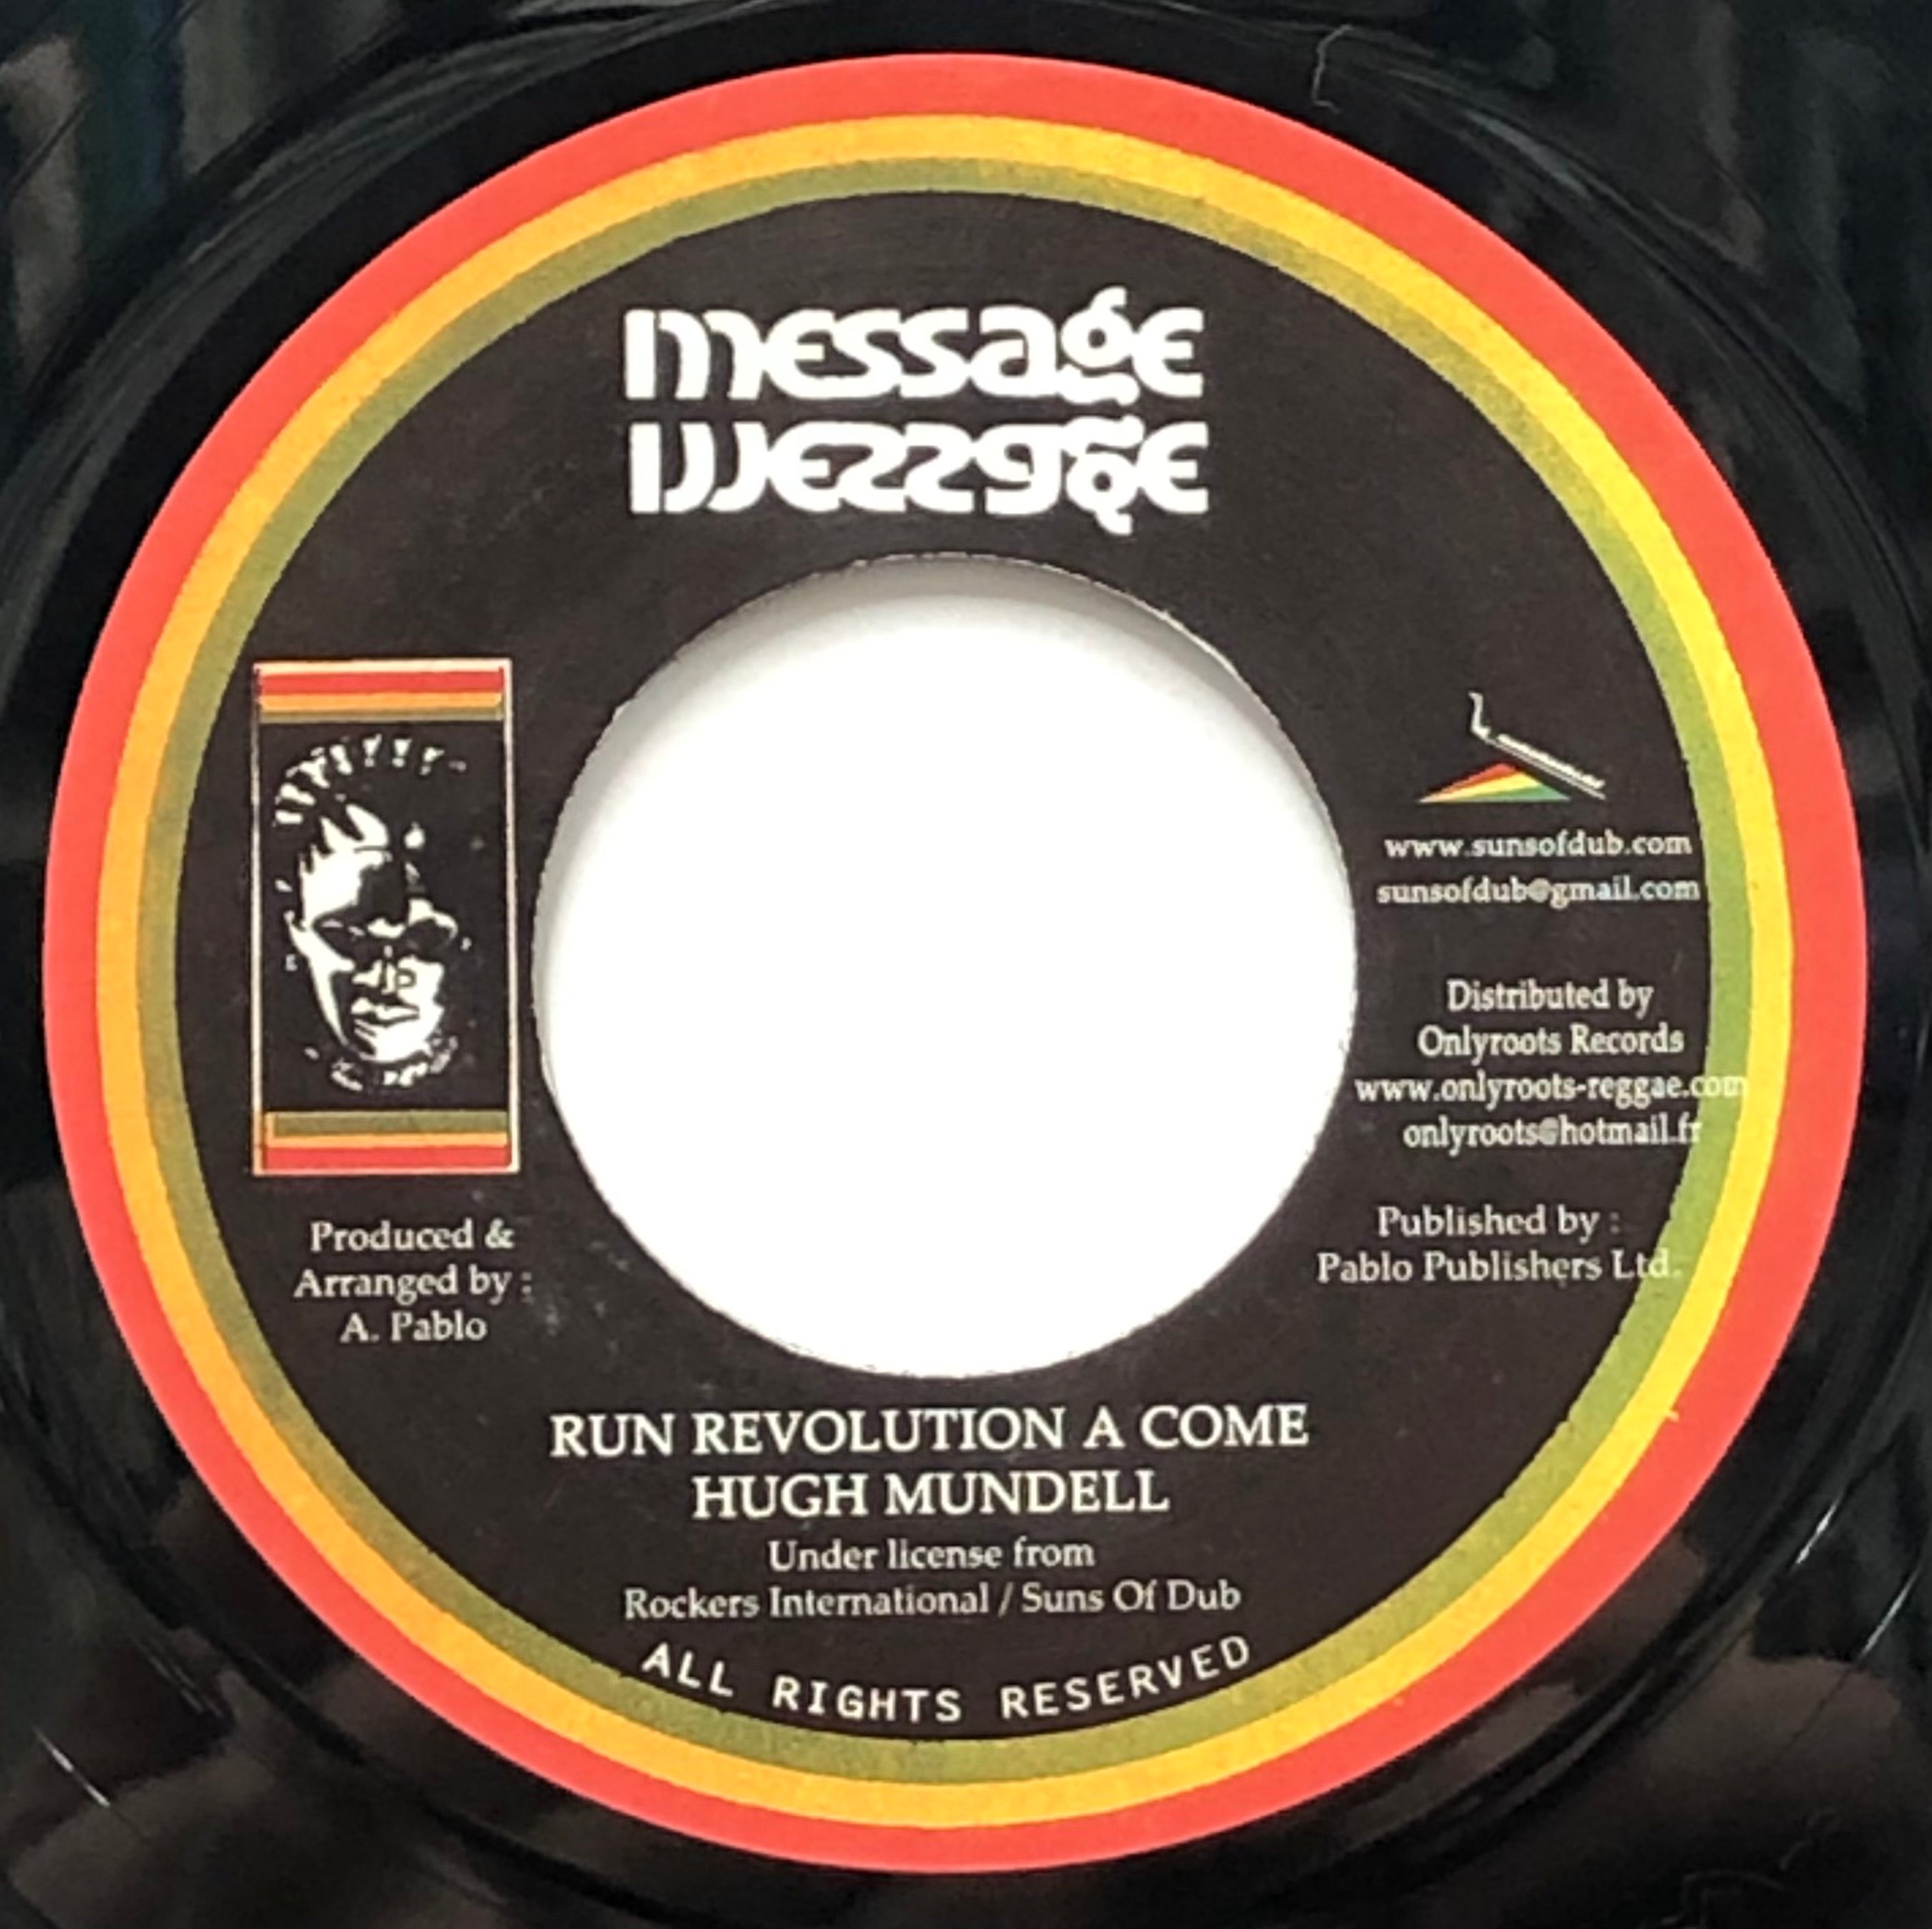 message
message
www.sunsofdub.com
sunsofdub@gmail.com
Distributed by
Onlyroots Records
www.onlyroots-reggae.com
onlyroots@hotmail.fr
Produced &
Arranged by :
A. Pablo
Published by :
Pablo Publishers Ltd.
RUN REVOLUTION A COME
HUGH MUNDELL
Under license from
Rockers International / Suns Of Dub
ALL RIGHTS RESERVED